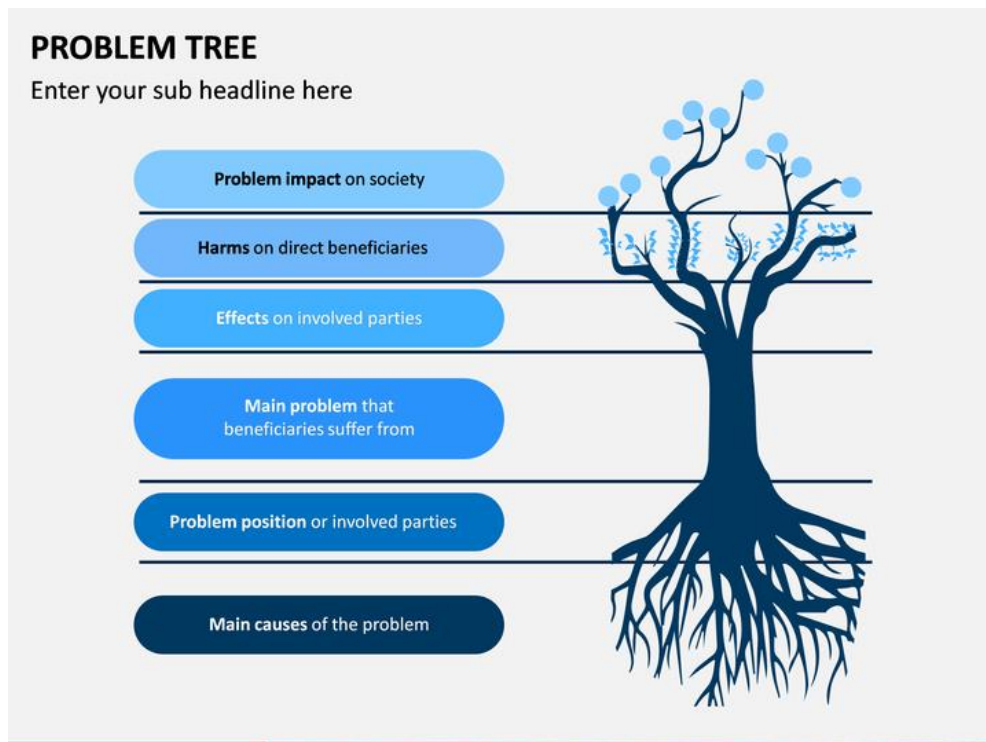 PROBLEM TREE
Enter your sub headline here
Problem impact on society
Harms on direct beneficiaries
Effects on involved parties
Main problem that
beneficiaries suffer from
Problem position or involved parties
Main causes of the problem